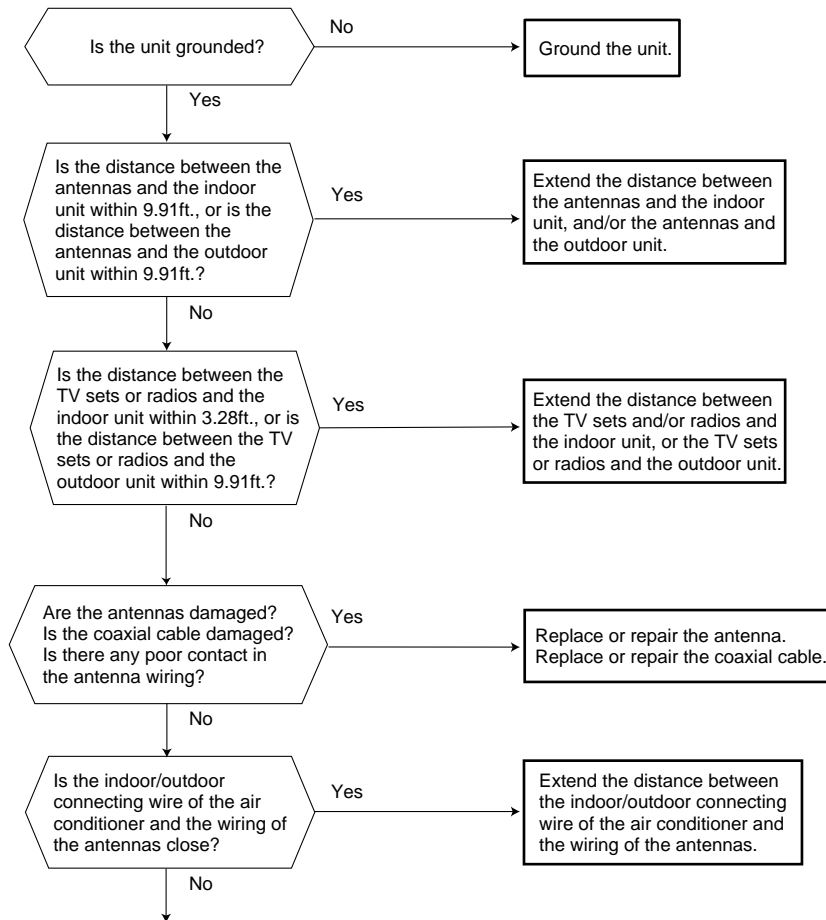 Is the unit grounded?
No
Ground the unit.
Yes
Is the distance between the
antennas and the indoor
unit within 9.91ft., or is the
distance between the
antennas and the outdoor
unit within 9.91ft.?
Yes
Extend the distance between
the antennas and the indoor
unit, and/or the antennas and
the outdoor unit.
No
Is the distance between the
TV sets or radios and the
indoor unit within 3.28ft., or is
the distance between the TV
sets or radios and the
outdoor unit within 9.91ft.?
Yes
Extend the distance between
the TV sets and/or radios and
the indoor unit, or the TV sets
or radios and the outdoor unit.
No
Are the antennas damaged?
Is the coaxial cable damaged?
Is there any poor contact in
the antenna wiring?
Yes
Replace or repair the antenna.
Replace or repair the coaxial cable.
No
Is the indoor/outdoor
connecting wire of the air
conditioner and the wiring of
the antennas close?
Yes
Extend the distance between
the indoor/outdoor connecting
wire of the air conditioner and
the wiring of the antennas.
No